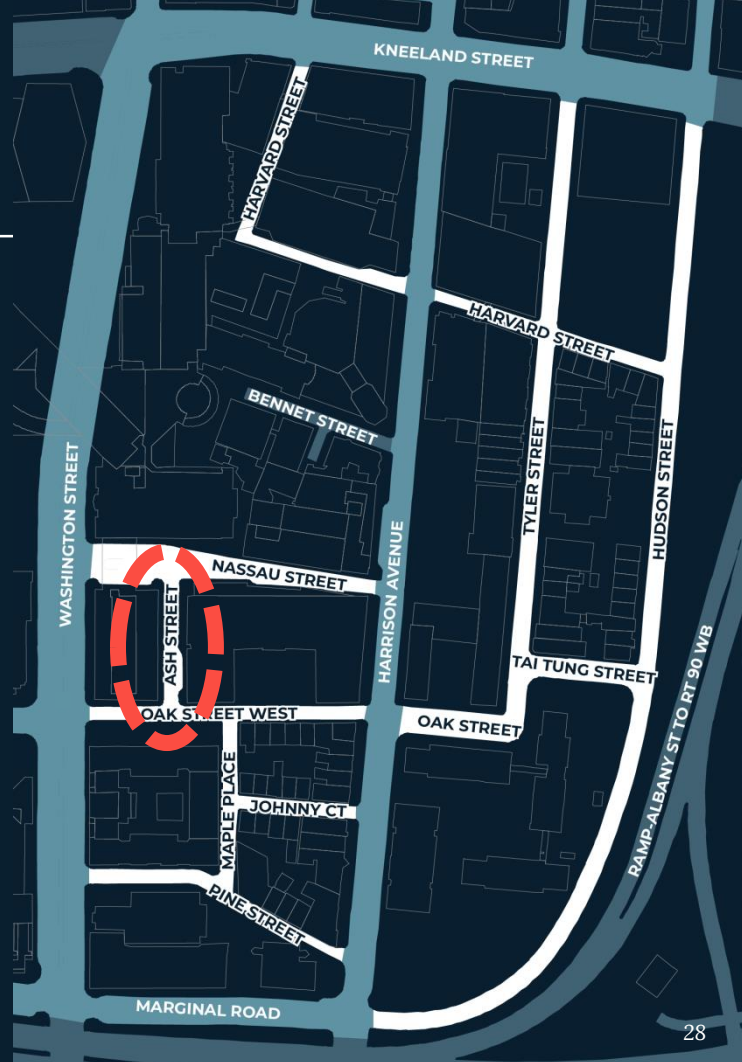 KNEELAND STREET
HARVARD STREET
HARVARD STREET
BENNET STREET
WASHINGTON STREET
TYLER STREET
HUDSON STREET
HARRISON AVENUE
NASSAU STREET
ASH STREET
TAI TUNG STREET
OAK STREET WEST
OAK STREET
RAMP-ALBANY ST TO RT 90 WB
MAPLE PLACE
JOHNNY CT
PINE STREET
MARGINAL ROAD
28